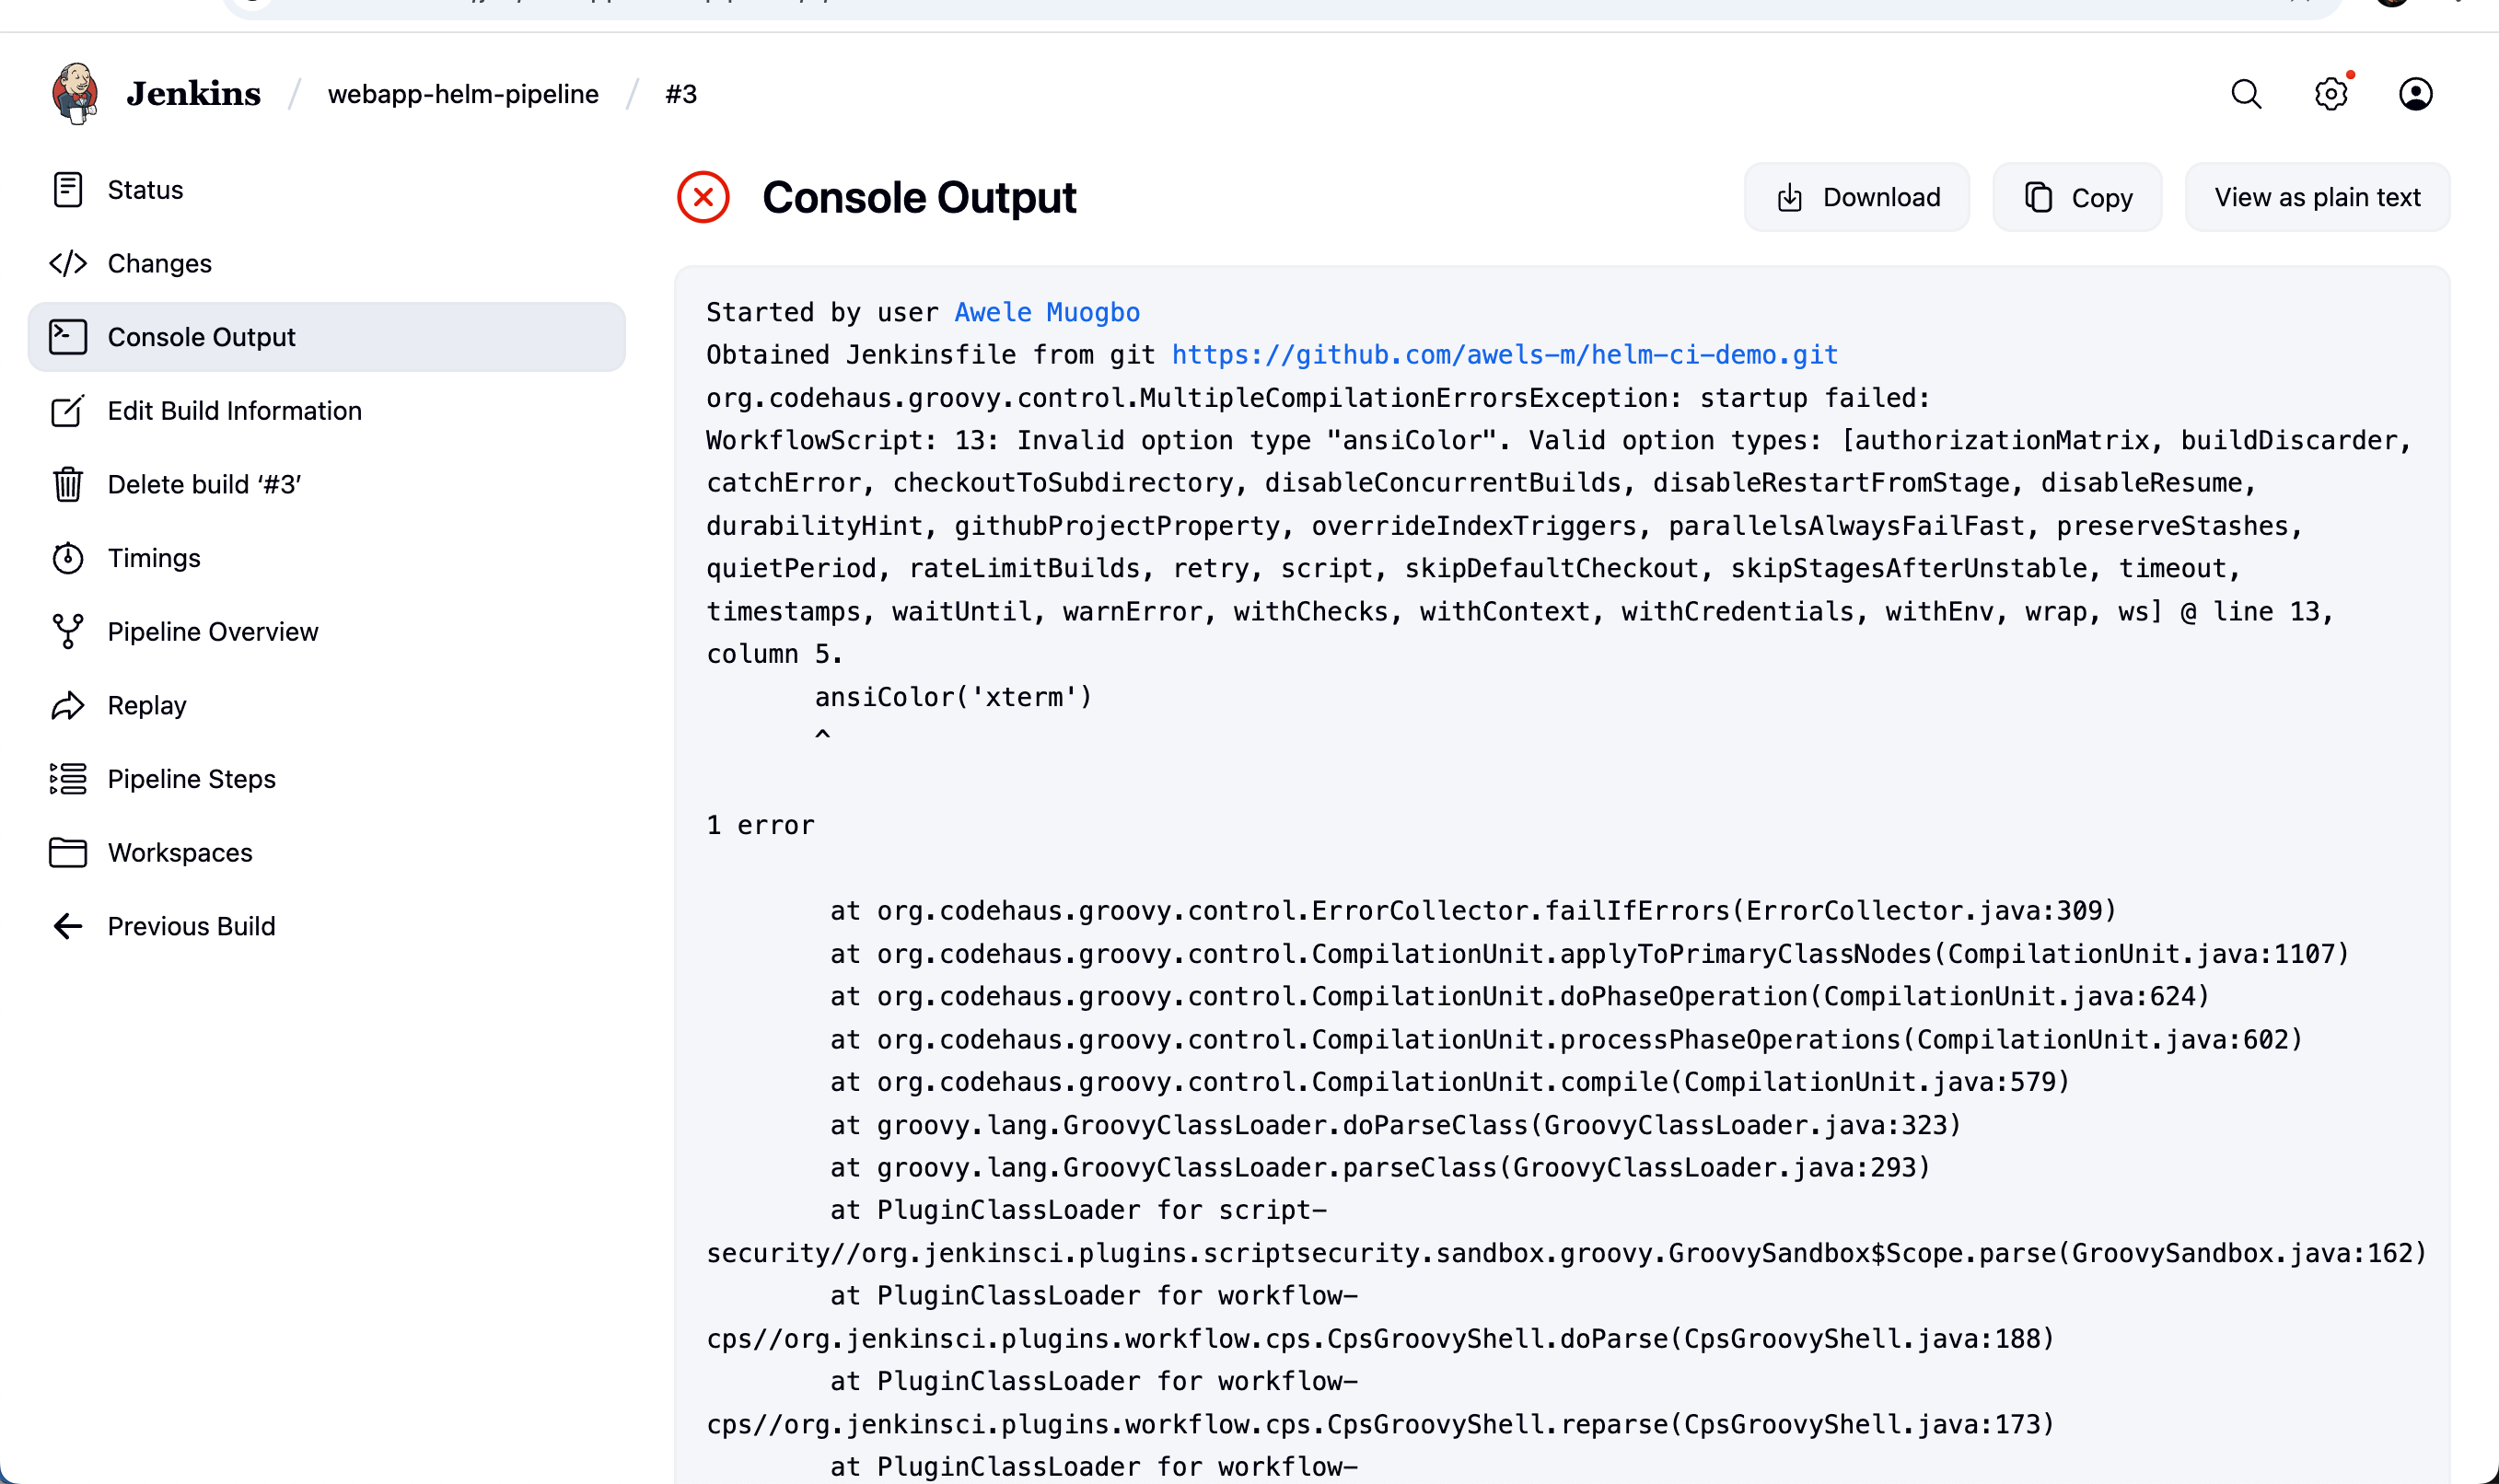 Jenkins / webapp-helm-pipeline / #3
Status
Changes
Console Output
Edit Build Information
Delete build ‘#3’
Timings
Pipeline Overview
Replay
Pipeline Steps
Workspaces
Previous Build
Console Output
Download
Copy
View as plain text
Started by user Awele Muogbo
Obtained Jenkinsfile from git https://github.com/awels-m/helm-ci-demo.git
org.codehaus.groovy.control.MultipleCompilationErrorsException: startup failed:
WorkflowScript: 13: Invalid option type "ansiColor". Valid option types: [authorizationMatrix, buildDiscarder,
catchError, checkoutToSubdirectory, disableConcurrentBuilds, disableRestartFromStage, disableResume,
durabilityHint, githubProjectProperty, overrideIndexTriggers, parallelsAlwaysFailFast, preserveStashes,
quietPeriod, rateLimitBuilds, retry, script, skipDefaultCheckout, skipStagesAfterUnstable, timeout,
timestamps, waitUntil, warnError, withChecks, withContext, withCredentials, withEnv, wrap, ws] @ line 13,
column 5.
ansiColor('xterm')
^
1 error
at org.codehaus.groovy.control.ErrorCollector.failIfErrors(ErrorCollector.java:309)
at org.codehaus.groovy.control.CompilationUnit.applyToPrimaryClassNodes(CompilationUnit.java:1107)
at org.codehaus.groovy.control.CompilationUnit.doPhaseOperation(CompilationUnit.java:624)
at org.codehaus.groovy.control.CompilationUnit.processPhaseOperations(CompilationUnit.java:602)
at org.codehaus.groovy.control.CompilationUnit.compile(CompilationUnit.java:579)
at groovy.lang.GroovyClassLoader.doParseClass(GroovyClassLoader.java:323)
at groovy.lang.GroovyClassLoader.parseClass(GroovyClassLoader.java:293)
at PluginClassLoader for script-
security//org.jenkinsci.plugins.scriptsecurity.sandbox.groovy.GroovySandbox$Scope.parse(GroovySandbox.java:162)
at PluginClassLoader for workflow-
cps//org.jenkinsci.plugins.workflow.cps.CpsGroovyShell.doParse(CpsGroovyShell.java:188)
at PluginClassLoader for workflow-
cps//org.jenkinsci.plugins.workflow.cps.CpsGroovyShell.reparse(CpsGroovyShell.java:173)
at PluginClassLoader for workflow-